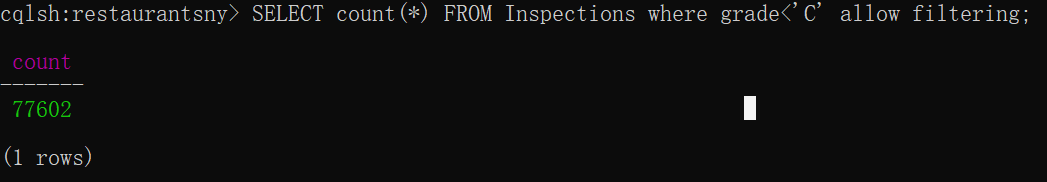 cqlsh:restaurantsny> SELECT count(*) FROM Inspections where grade<'C' allow filtering;
count
-------
77602
(1 rows)